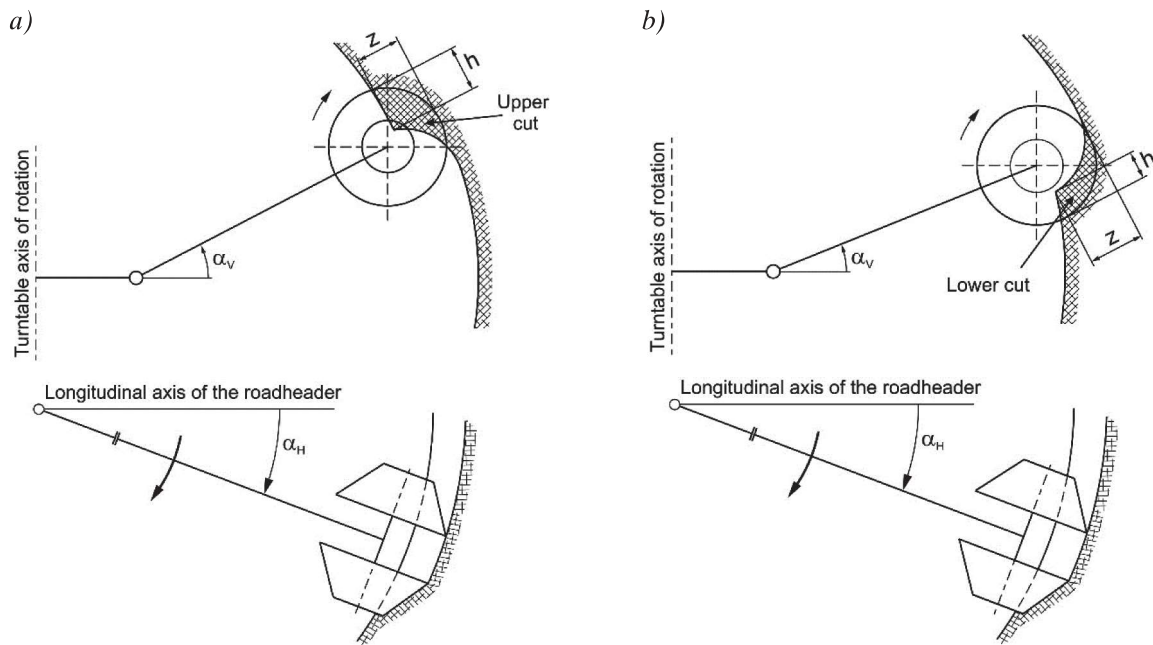 a)
z
h
Upper
cut
Turntable axis of rotation
αV
Longitudinal axis of the roadheader
αH
b)
h
z
Lower cut
Turntable axis of rotation
αV
Longitudinal axis of the roadheader
αH